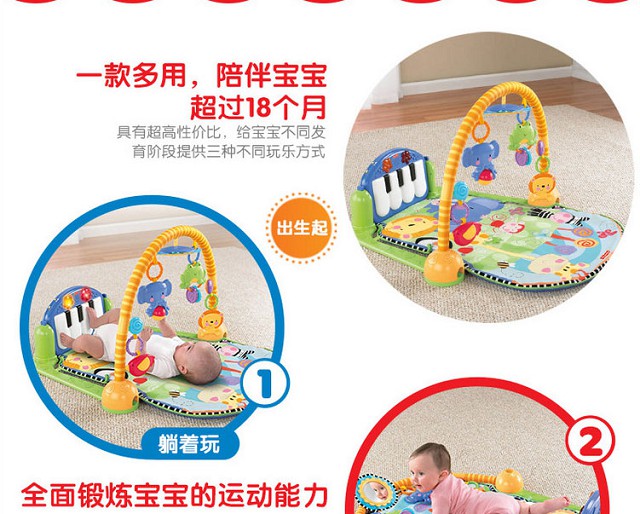 一款多用，陪伴宝宝
超过18个月
具有超高性价比，给宝宝不同发
育阶段提供三种不同玩乐方式
出生起
1
躺着玩
2
全面锻炼宝宝的运动能力